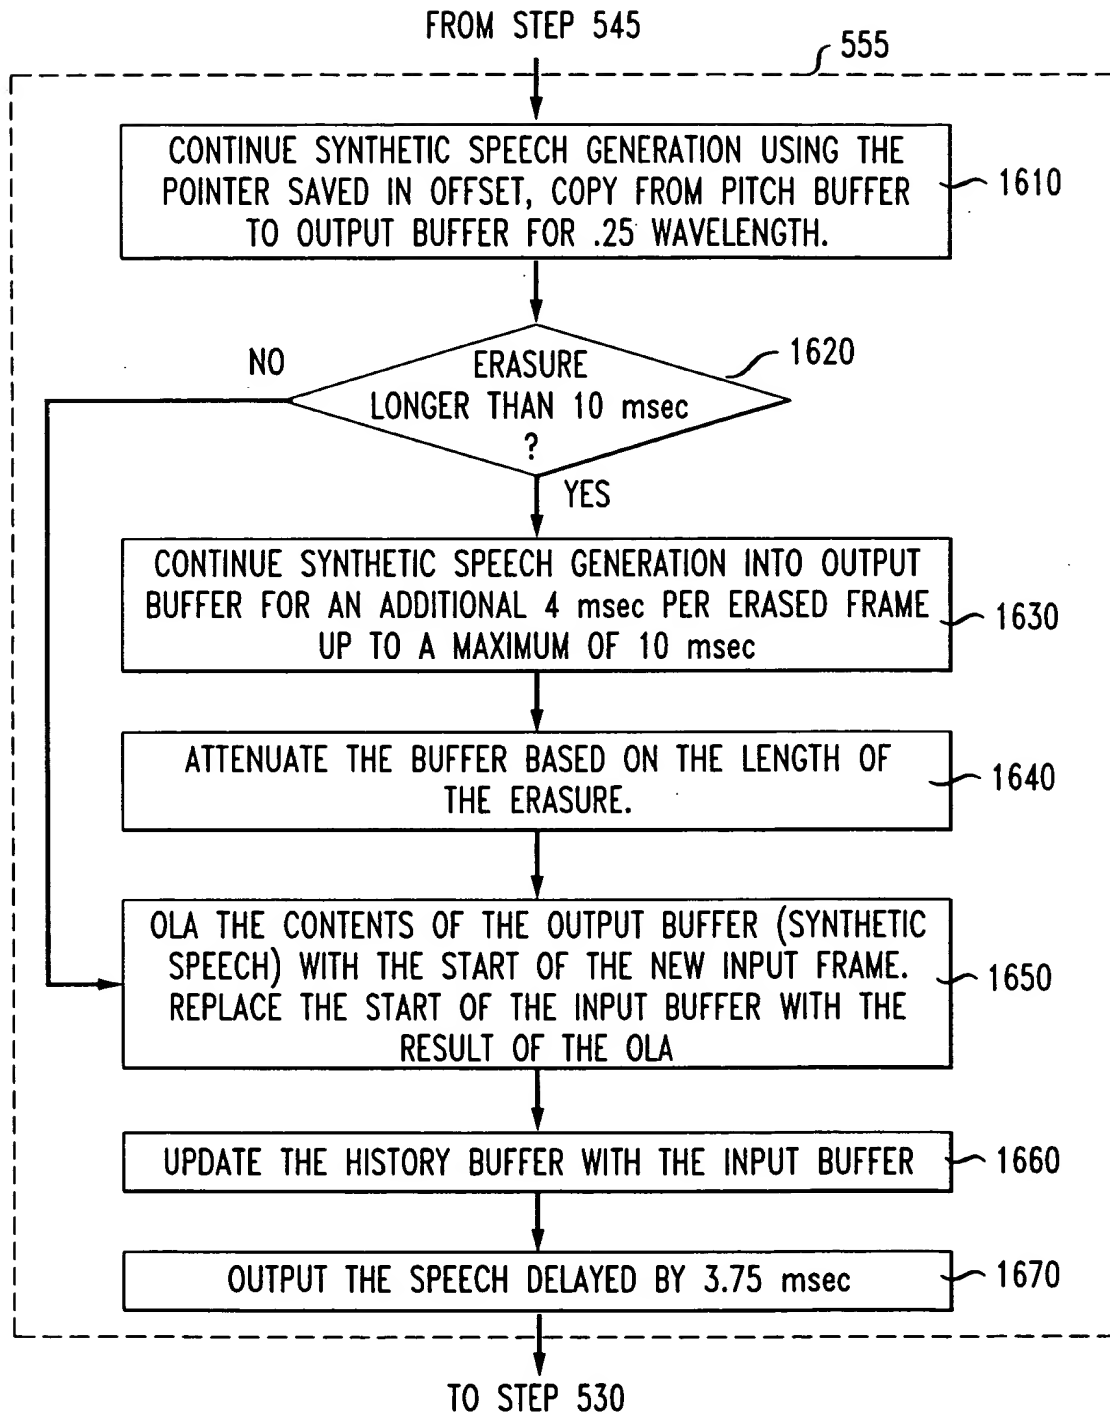 FROM STEP 545
555
CONTINUE SYNTHETIC SPEECH GENERATION USING THE
POINTER SAVED IN OFFSET, COPY FROM PITCH BUFFER
TO OUTPUT BUFFER FOR .25 WAVELENGTH.
1610
ERASURE
LONGER THAN 10 msec
?
1620
NO
YES
CONTINUE SYNTHETIC SPEECH GENERATION INTO OUTPUT
BUFFER FOR AN ADDITIONAL 4 msec PER ERASED FRAME
UP TO A MAXIMUM OF 10 msec
1630
ATTENUATE THE BUFFER BASED ON THE LENGTH OF
THE ERASURE.
1640
OLA THE CONTENTS OF THE OUTPUT BUFFER (SYNTHETIC
SPEECH) WITH THE START OF THE NEW INPUT FRAME.
REPLACE THE START OF THE INPUT BUFFER WITH THE
RESULT OF THE OLA
1650
UPDATE THE HISTORY BUFFER WITH THE INPUT BUFFER
1660
OUTPUT THE SPEECH DELAYED BY 3.75 msec
1670
TO STEP 530